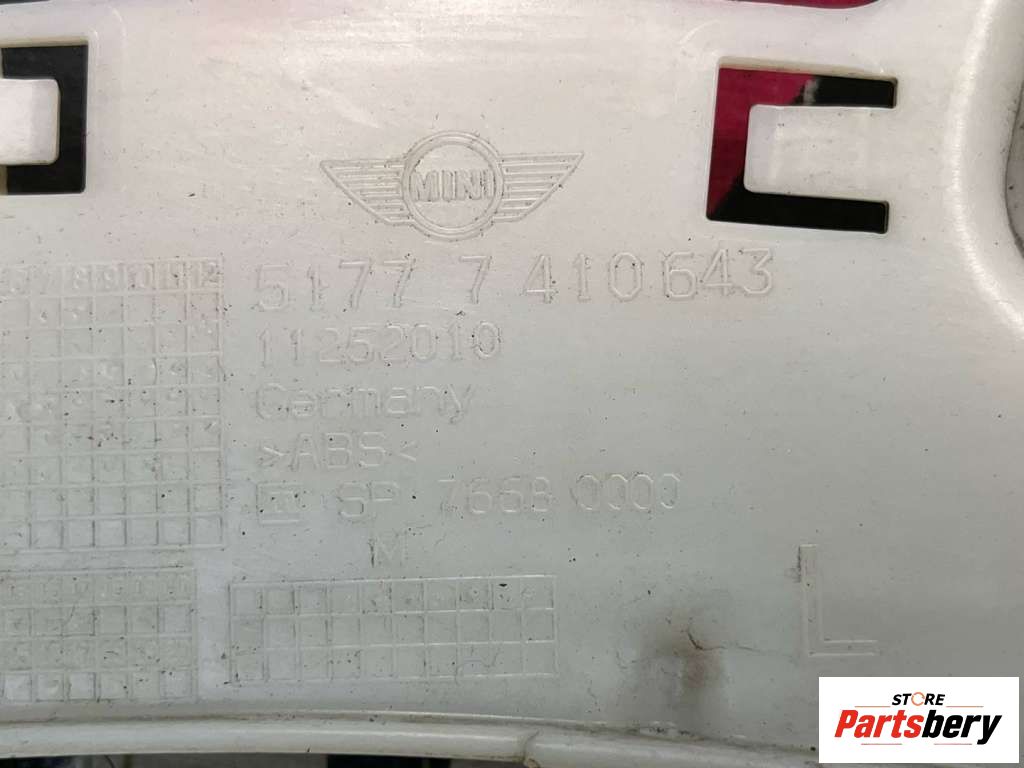 MINI
5177 7 410 643
11252010
Germany
>ABS<
SP 7668 0000
M
L
STORE
Partsbery